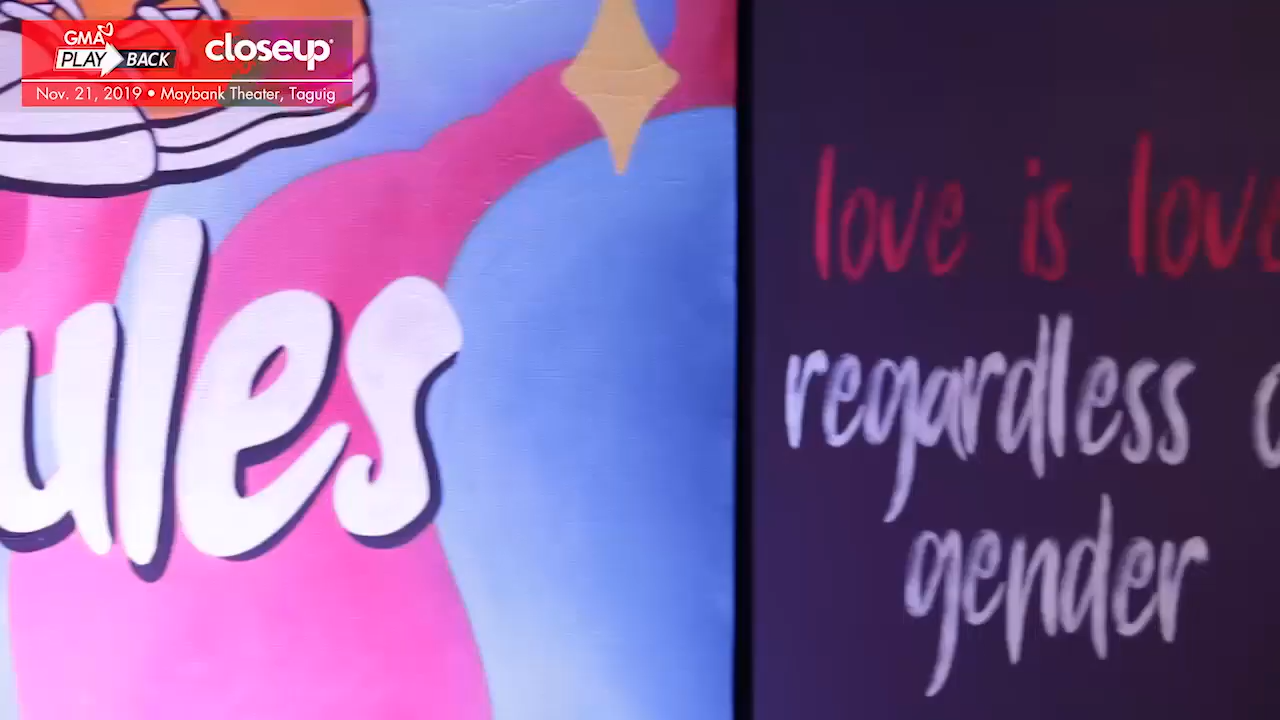 GMA
PLAY BACK
closeup
Nov. 21, 2019 • Maybank Theater, Taguig
ules
love is love
regardless
gender